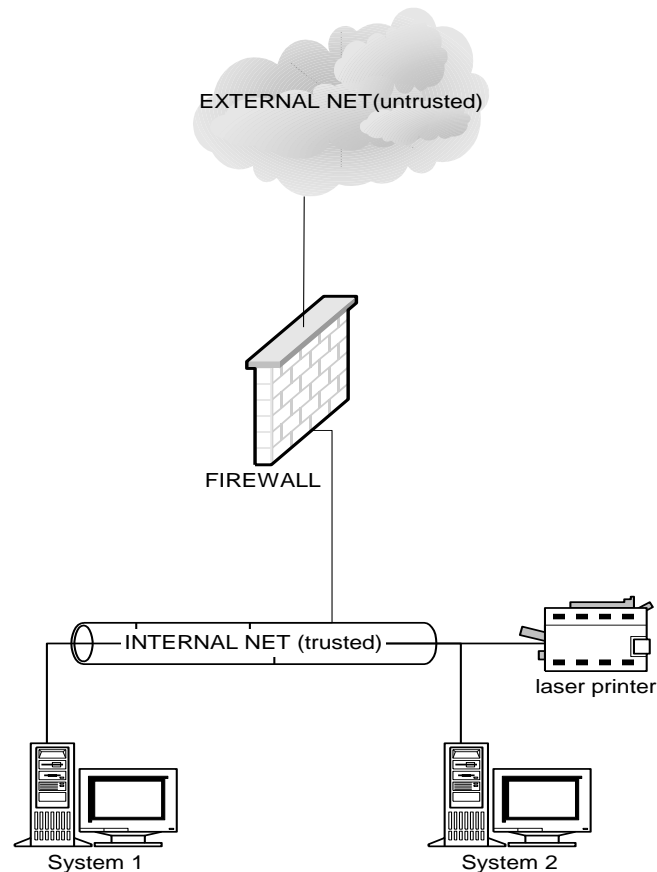 EXTERNAL NET(untrusted)
FIREWALL
INTERNAL NET (trusted)
laser printer
System 1
System 2